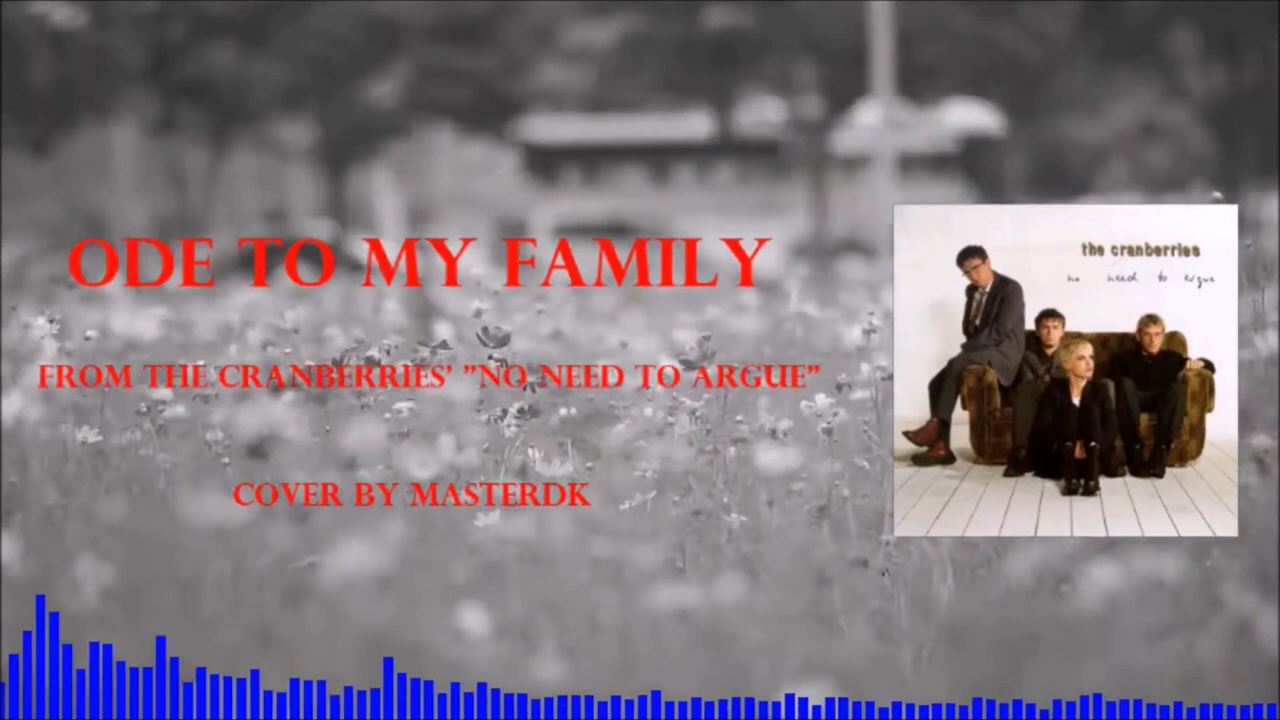 ODE TO MY FAMILY
FROM THE CRANBERRIES' "NO NEED TO ARGUE"
COVER BY MASTERDK
the cranberries
no need to argue